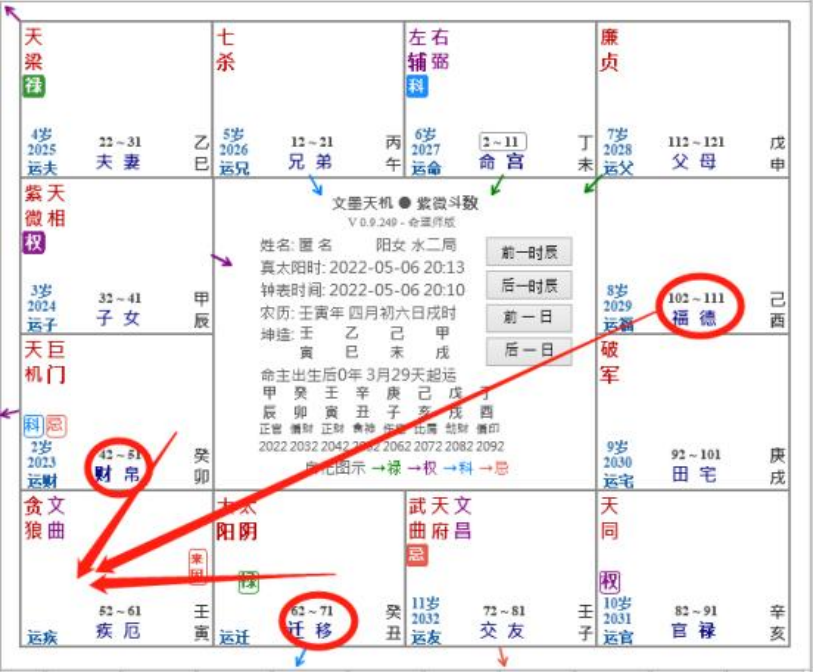 天
梁
禄
4岁
2025
运夫
22~31
夫 妻
乙
巳
七
杀
5岁
2026
运兄
12~21
兄 弟
丙
午
左 右
辅 弼
科
6岁
2027
运命
2~11
命 宫
丁
未
廉
贞
7岁
2028
运父
112~121
父 母
戊
申
紫 天
微 相
权
3岁
2024
运子
32~41
子 女
甲
辰
文墨天机 ● 紫微斗数
姓名: 匿 名 阳女 水二局
真太阳时: 2022-05-06 20:13
钟表时间: 2022-05-06 20:10
农历: 壬寅年 四月初六日戌时
坤造: 壬 乙 己 甲
寅 巳 未 戌
命主出生后0年 3月29天起运
甲 癸 壬 辛 庚 己 戊 丁
辰 卯 寅 丑 子 亥 戌 酉
正官 偏财 正财 食神 比肩 劫财 偏印
2022 2032 2042 2062 2072 2082 2092
图示 →禄 →权 →科 →忌
前一时辰
后一时辰
前 一 日
后 一 日
8岁
2029
102~111
福 德
己
酉
天 巨
机 门
科 忌
2岁
2023
运财
42~51
财 帛
癸
卯
破
军
9岁
2030
运宅
92~101
田 宅
庚
戌
贪 文
狼 曲
来因
运疾
52~61
疾 厄
壬
寅
太 太
阳 阴
禄
运迁
62~71
迁 移
癸
丑
武 天 文
曲 府 昌
忌
11岁
2032
运友
72~81
交 友
壬
子
天
同
权
10岁
2031
运官
82~91
官 禄
辛
亥